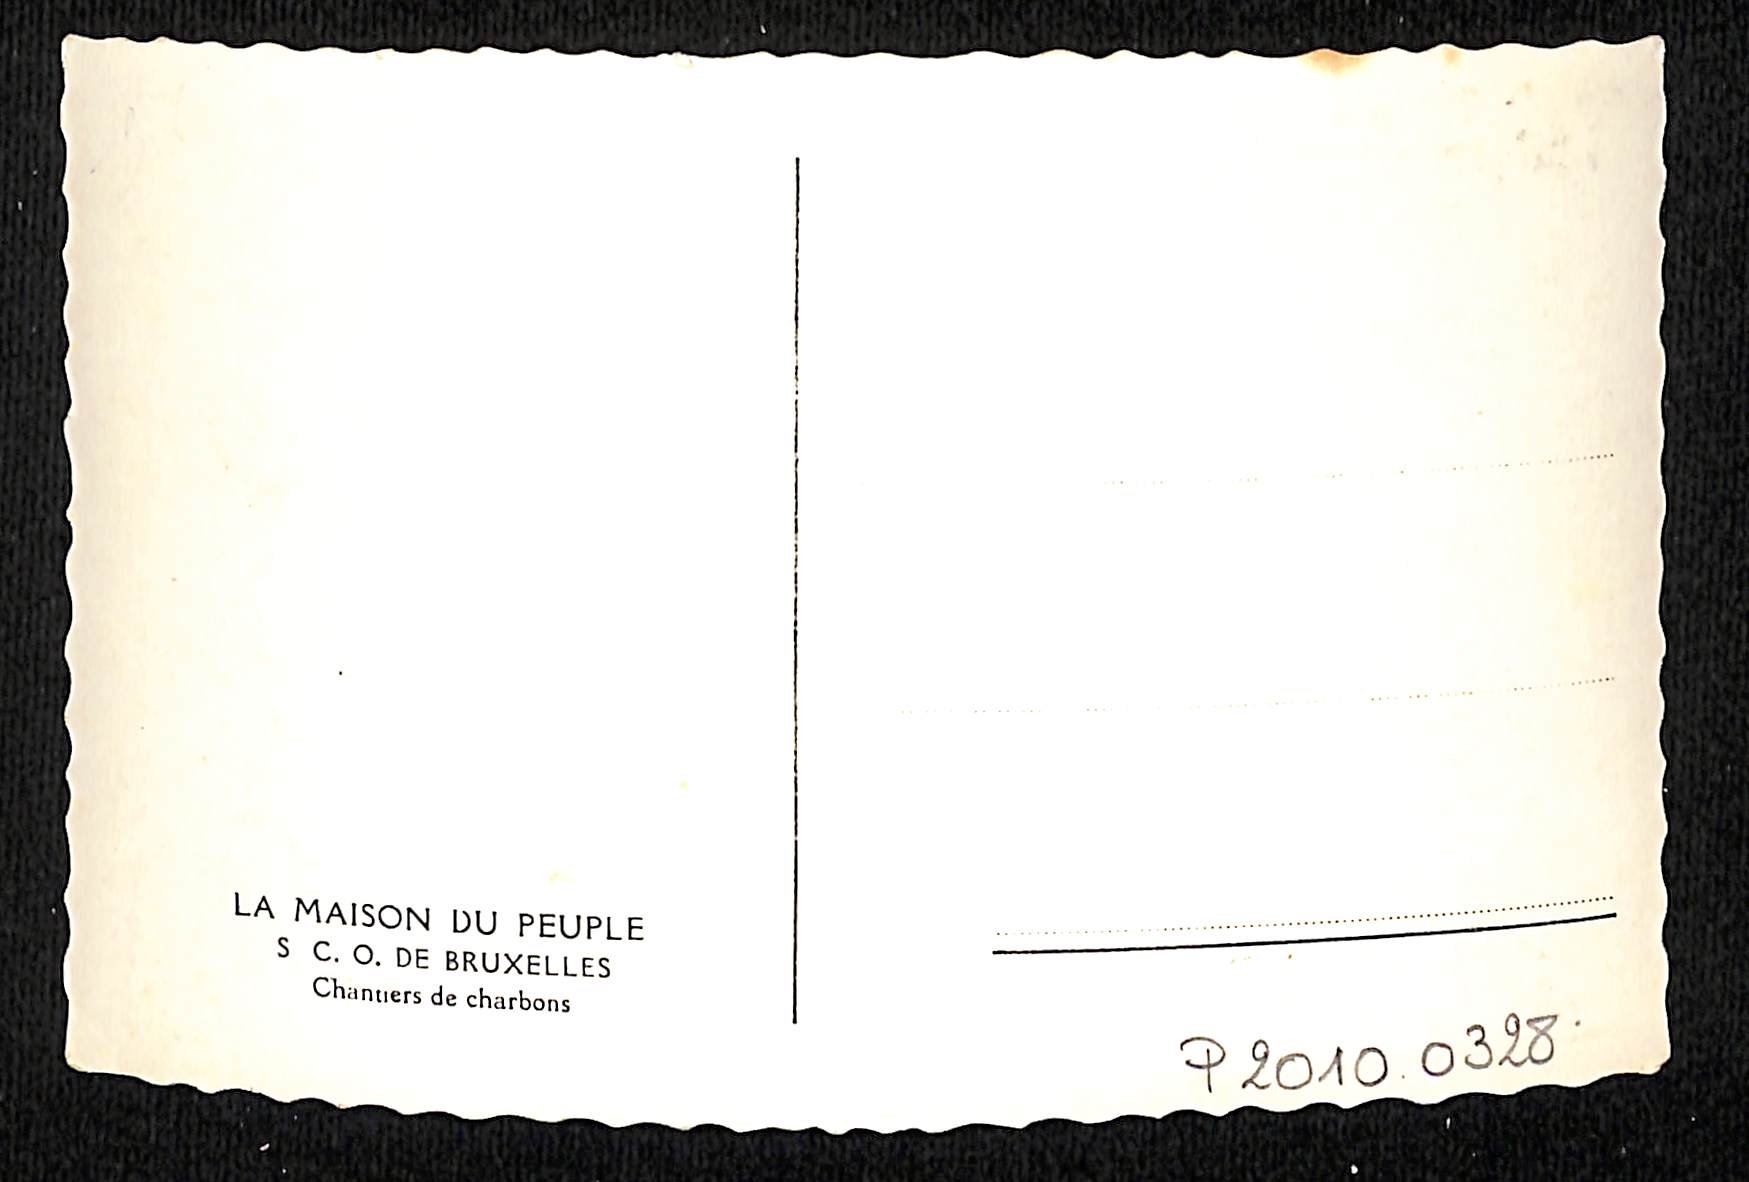 LA MAISON DU PEUPLE
S C. O. DE BRUXELLES
Chantiers de charbons
P 2010.0328